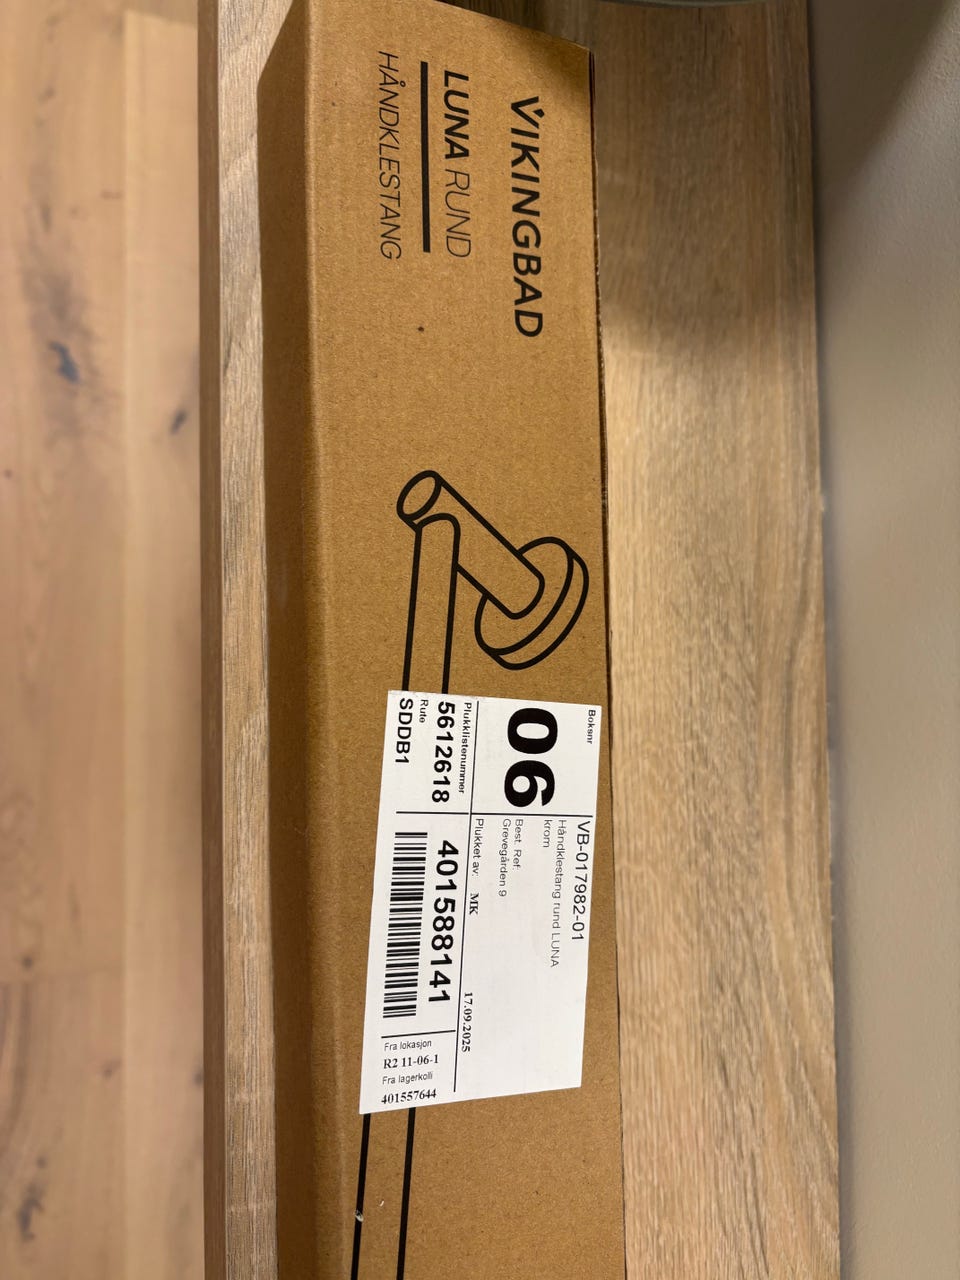 VIKINGBAD
LUNA RUND
HÅNDKLESTANG
Boksnr
06
VB-017982-01
Håndklestang rund LUNA
krom
Best. Ref:
Grevegården 9
Plukklistenummer
5612618
Rute
SDDB1
Plukket av: MK
17.09.2025
401588141
Fra lokasjon
R2 11-06-1
Fra lagerkolli
401557644